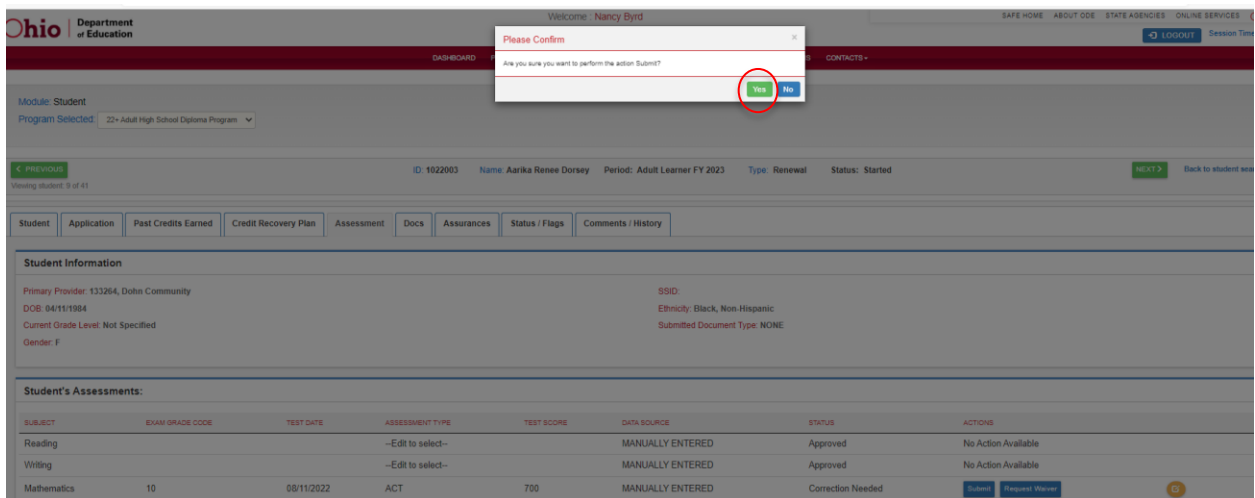 Ohio Department of Education
Welcome : Nancy Byrd
SAFE HOME ABOUT ODE STATE AGENCIES ONLINE SERVICES
LOGOUT Session Time
Please Confirm ×
Are you sure you want to perform the action Submit?
Yes No
DASHBOARD CONTACTS
Module: Student
Program Selected: 22+ Adult High School Diploma Program
< PREVIOUS
ID: 1022003 Name: Aarika Renee Dorsey Period: Adult Learner FY 2023 Type: Renewal Status: Started
NEXT > Back to student sear
Viewing student: 9 of 41
Student Application Past Credits Earned Credit Recovery Plan Assessment Docs Assurances Status / Flags Comments / History
Student Information
Primary Provider: 133264, Dohn Community
SSID:
DOB: 04/11/1984
Ethnicity: Black, Non-Hispanic
Current Grade Level: Not Specified
Submitted Document Type: NONE
Gender: F
Student's Assessments:
SUBJECT EXAM GRADE CODE TEST DATE ASSESSMENT TYPE TEST SCORE DATA SOURCE STATUS ACTIONS
Reading --Edit to select-- MANUALLY ENTERED Approved No Action Available
Writing --Edit to select-- MANUALLY ENTERED Approved No Action Available
Mathematics 10 08/11/2022 ACT 700 MANUALLY ENTERED Correction Needed Submit Request Waiver